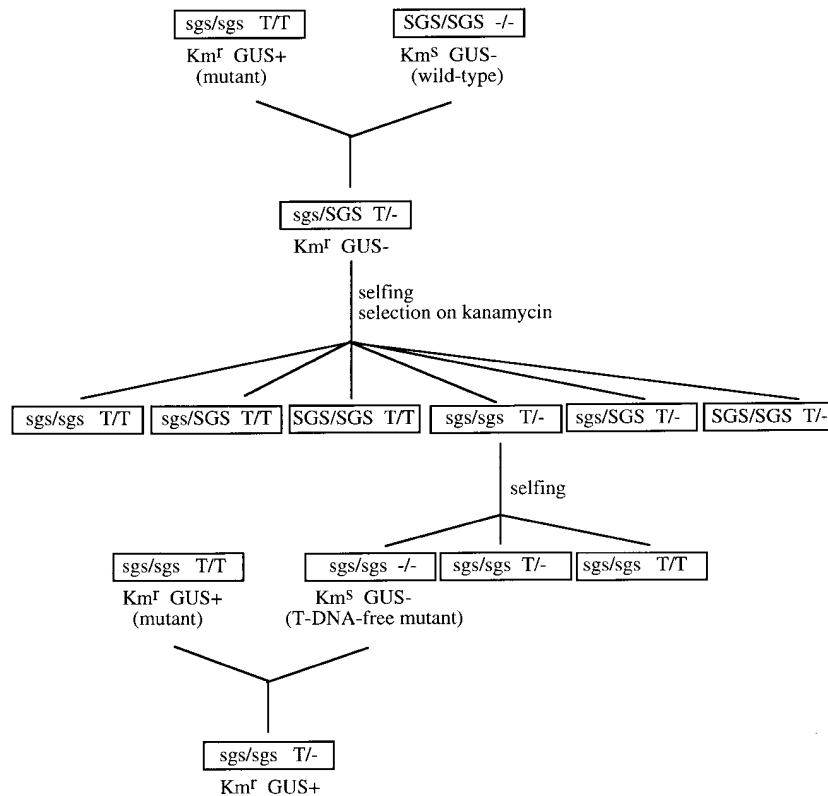 sgs/sgs T/T SGS/SGS -/-
Kmʳ GUS+ Kmˢ GUS-
(mutant) (wild-type)
sgs/SGS T/-
Kmʳ GUS-
selfing
selection on kanamycin
sgs/sgs T/T sgs/SGS T/T SGS/SGS T/T sgs/sgs T/- sgs/SGS T/- SGS/SGS T/-
selfing
sgs/sgs T/T sgs/sgs -/- sgs/sgs T/- sgs/sgs T/T
Kmʳ GUS+ Kmˢ GUS-
(mutant) (T-DNA-free mutant)
sgs/sgs T/-
Kmʳ GUS+